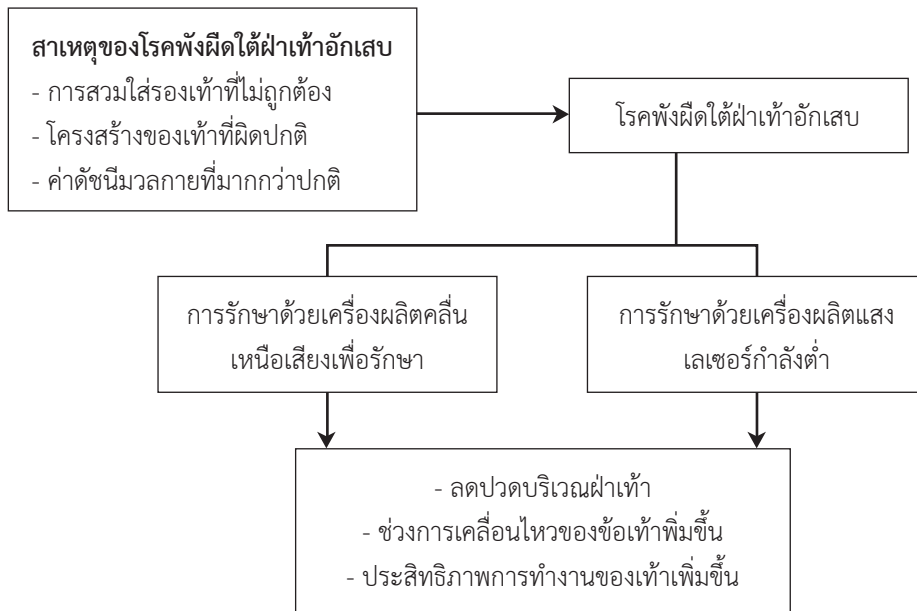 สาเหตุของโรคพังผืดใต้ฝ่าเท้าอักเสบ
- การสวมใส่รองเท้าที่ไม่ถูกต้อง
- โครงสร้างของเท้าที่ผิดปกติ
- ค่าดัชนีมวลกายที่มากกว่าปกติ
โรคพังผืดใต้ฝ่าเท้าอักเสบ
การรักษาด้วยเครื่องผลิตคลื่น
เหนือเสียงเพื่อรักษา
การรักษาด้วยเครื่องผลิตแสง
เลเซอร์กำลังต่ำ
- ลดปวดบริเวณฝ่าเท้า
- ช่วงการเคลื่อนไหวของข้อเท้าพิ่มขึ้น
- ประสิทธิภาพการทำงานของเท้าเพิ่มขึ้น